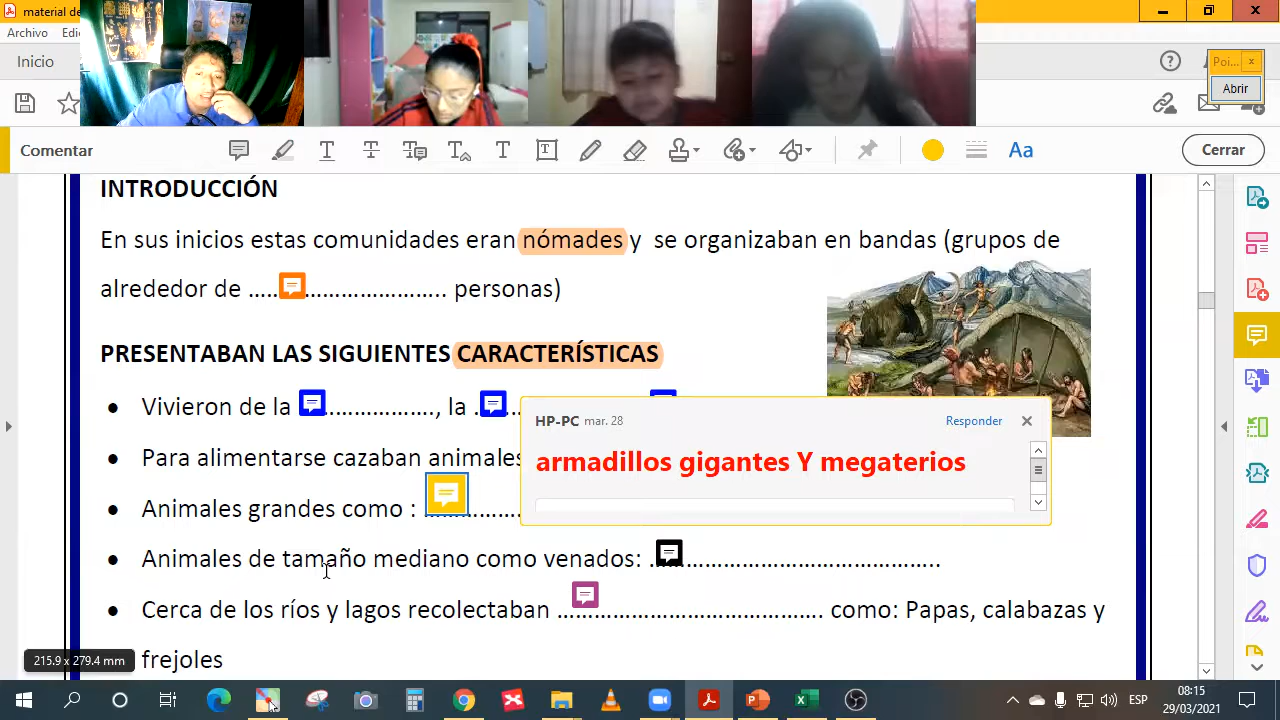 material de
Archivo Edi
Poi...
Abrir
Inicio
Comentar
Aa
Cerrar
INTRODUCCIÓN
En sus inicios estas comunidades eran nómades y se organizaban en bandas (grupos de
alrededor de .............................. personas)
PRESENTABAN LAS SIGUIENTES CARACTERÍSTICAS
Vivieron de la .................., la ...
HP-PC mar. 28
Responder
Para alimentarse cazaban animales
armadillos gigantes Y megaterios
Animales grandes como : ..............
Animales de tamaño mediano como venados: ........................................
Cerca de los ríos y lagos recolectaban ..................................... como: Papas, calabazas y
frejoles
215.9 x 279.4 mm
ESP
08:15
29/03/2021